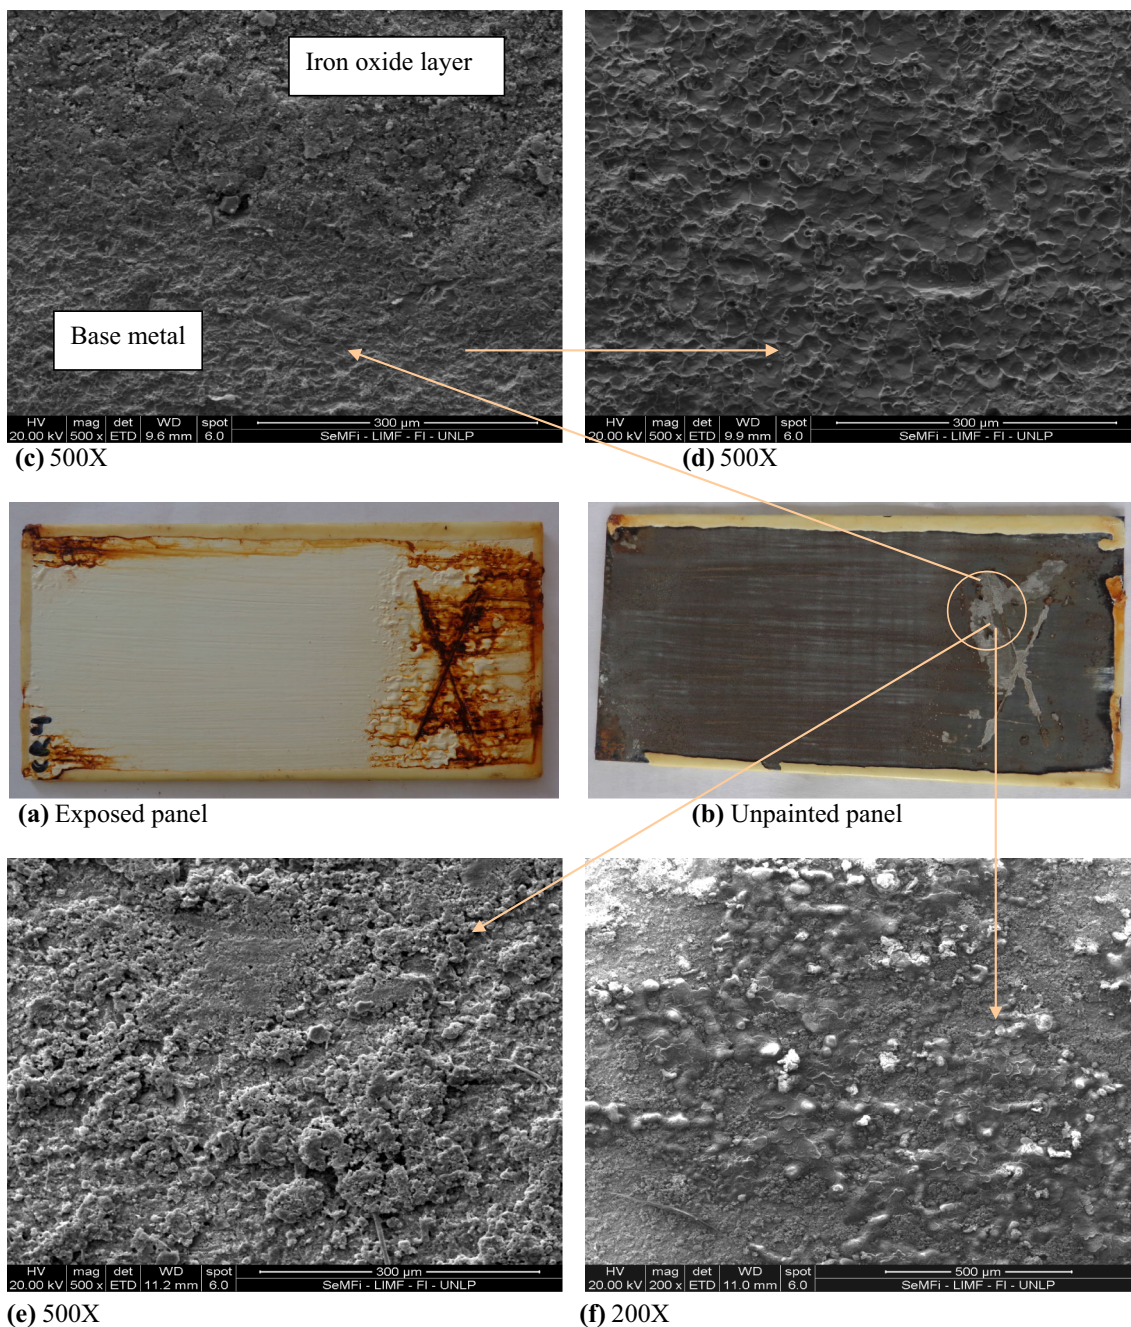 Iron oxide layer
Base metal
HV mag det WD spot 300 µm
20.00 kV 500 x ETD 9.6 mm 6.0 SeMFi - LIMF - FI - UNLP
HV mag det WD spot 300 µm
20.00 kV 500 x ETD 9.9 mm 6.0 SeMFi - LIMF - FI - UNLP
(c) 500X
(d) 500X
(a) Exposed panel
(b) Unpainted panel
HV mag det WD spot 300 µm
20.00 kV 500 x ETD 11.2 mm 6.0 SeMFi - LIMF - FI - UNLP
HV mag det WD spot 500 µm
20.00 kV 200 x ETD 11.0 mm 6.0 SeMFi - LIMF - FI - UNLP
(e) 500X
(f) 200X